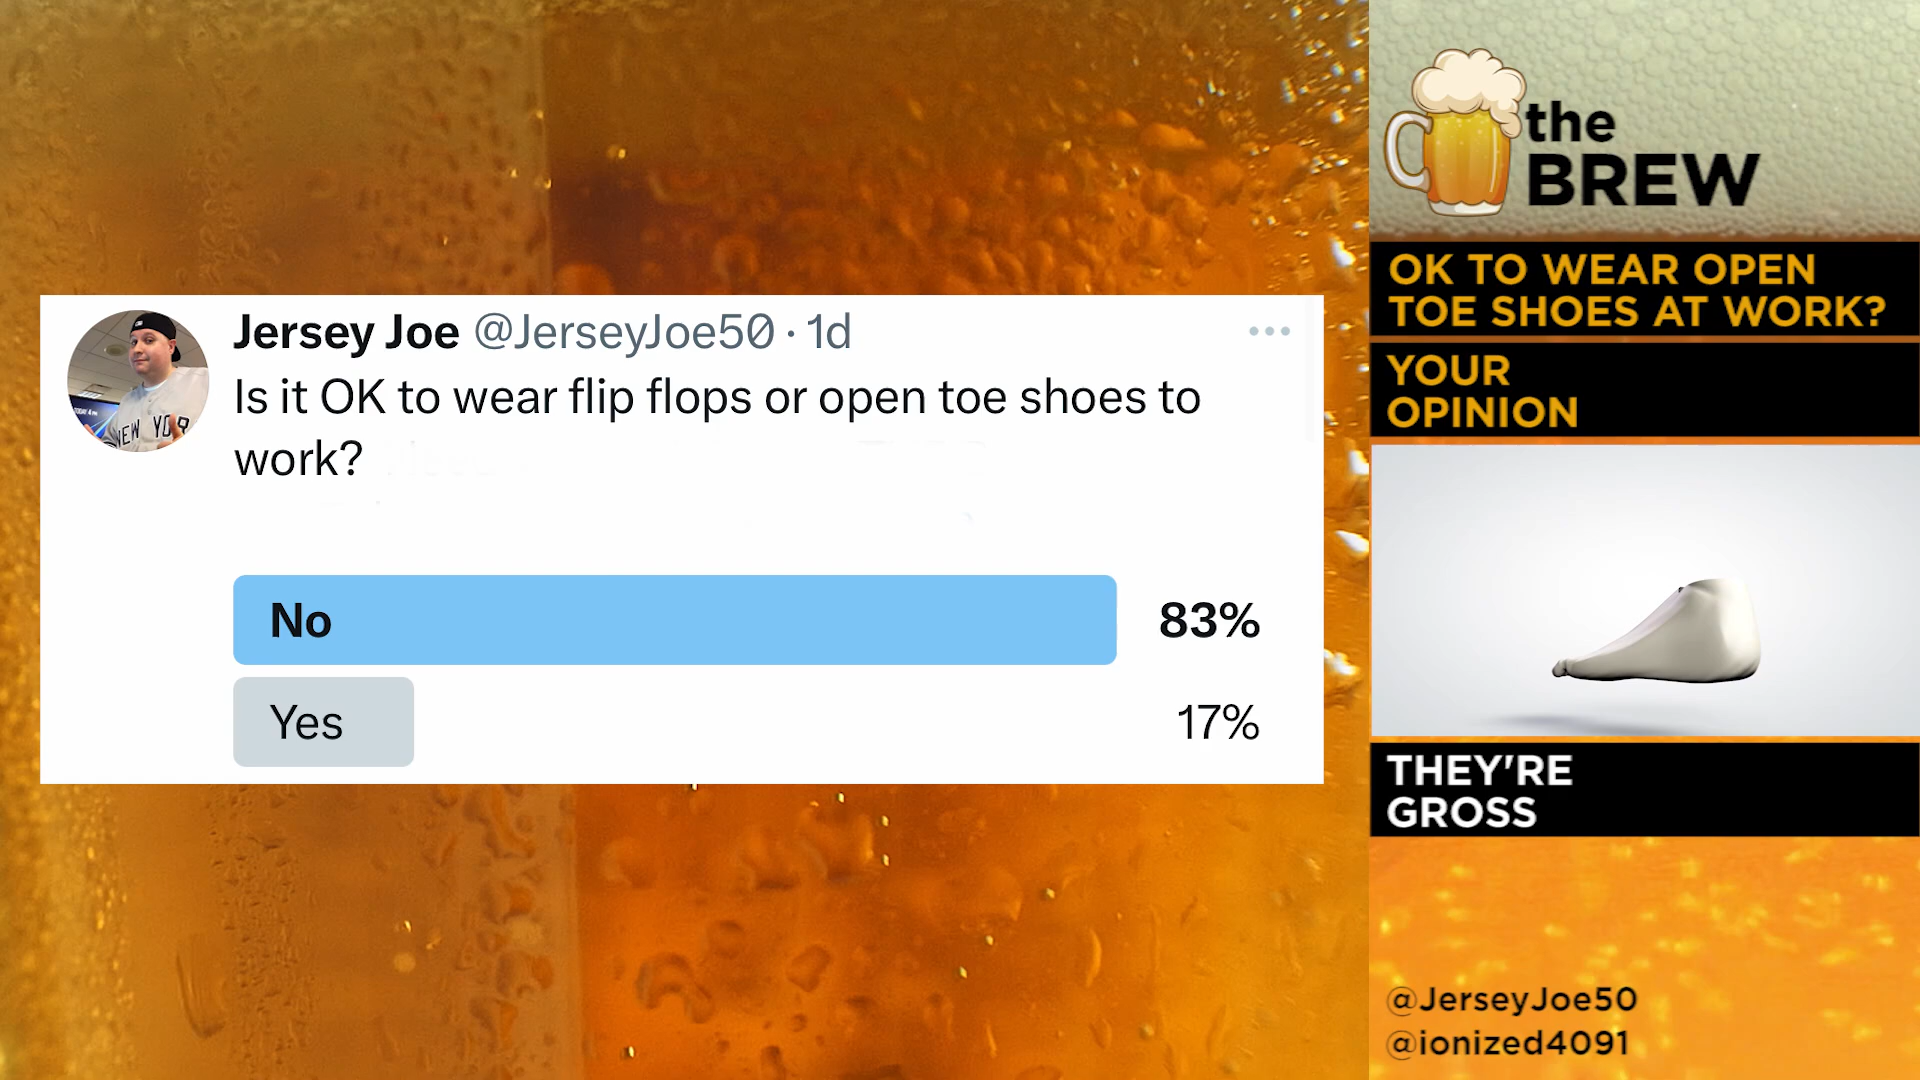 Jersey Joe @JerseyJoe50 · 1d
Is it OK to wear flip flops or open toe shoes to
work?
No 83%
Yes 17%
the
BREW
OK TO WEAR OPEN
TOE SHOES AT WORK?
YOUR
OPINION
THEY'RE
GROSS
@JerseyJoe50
@ionized4091